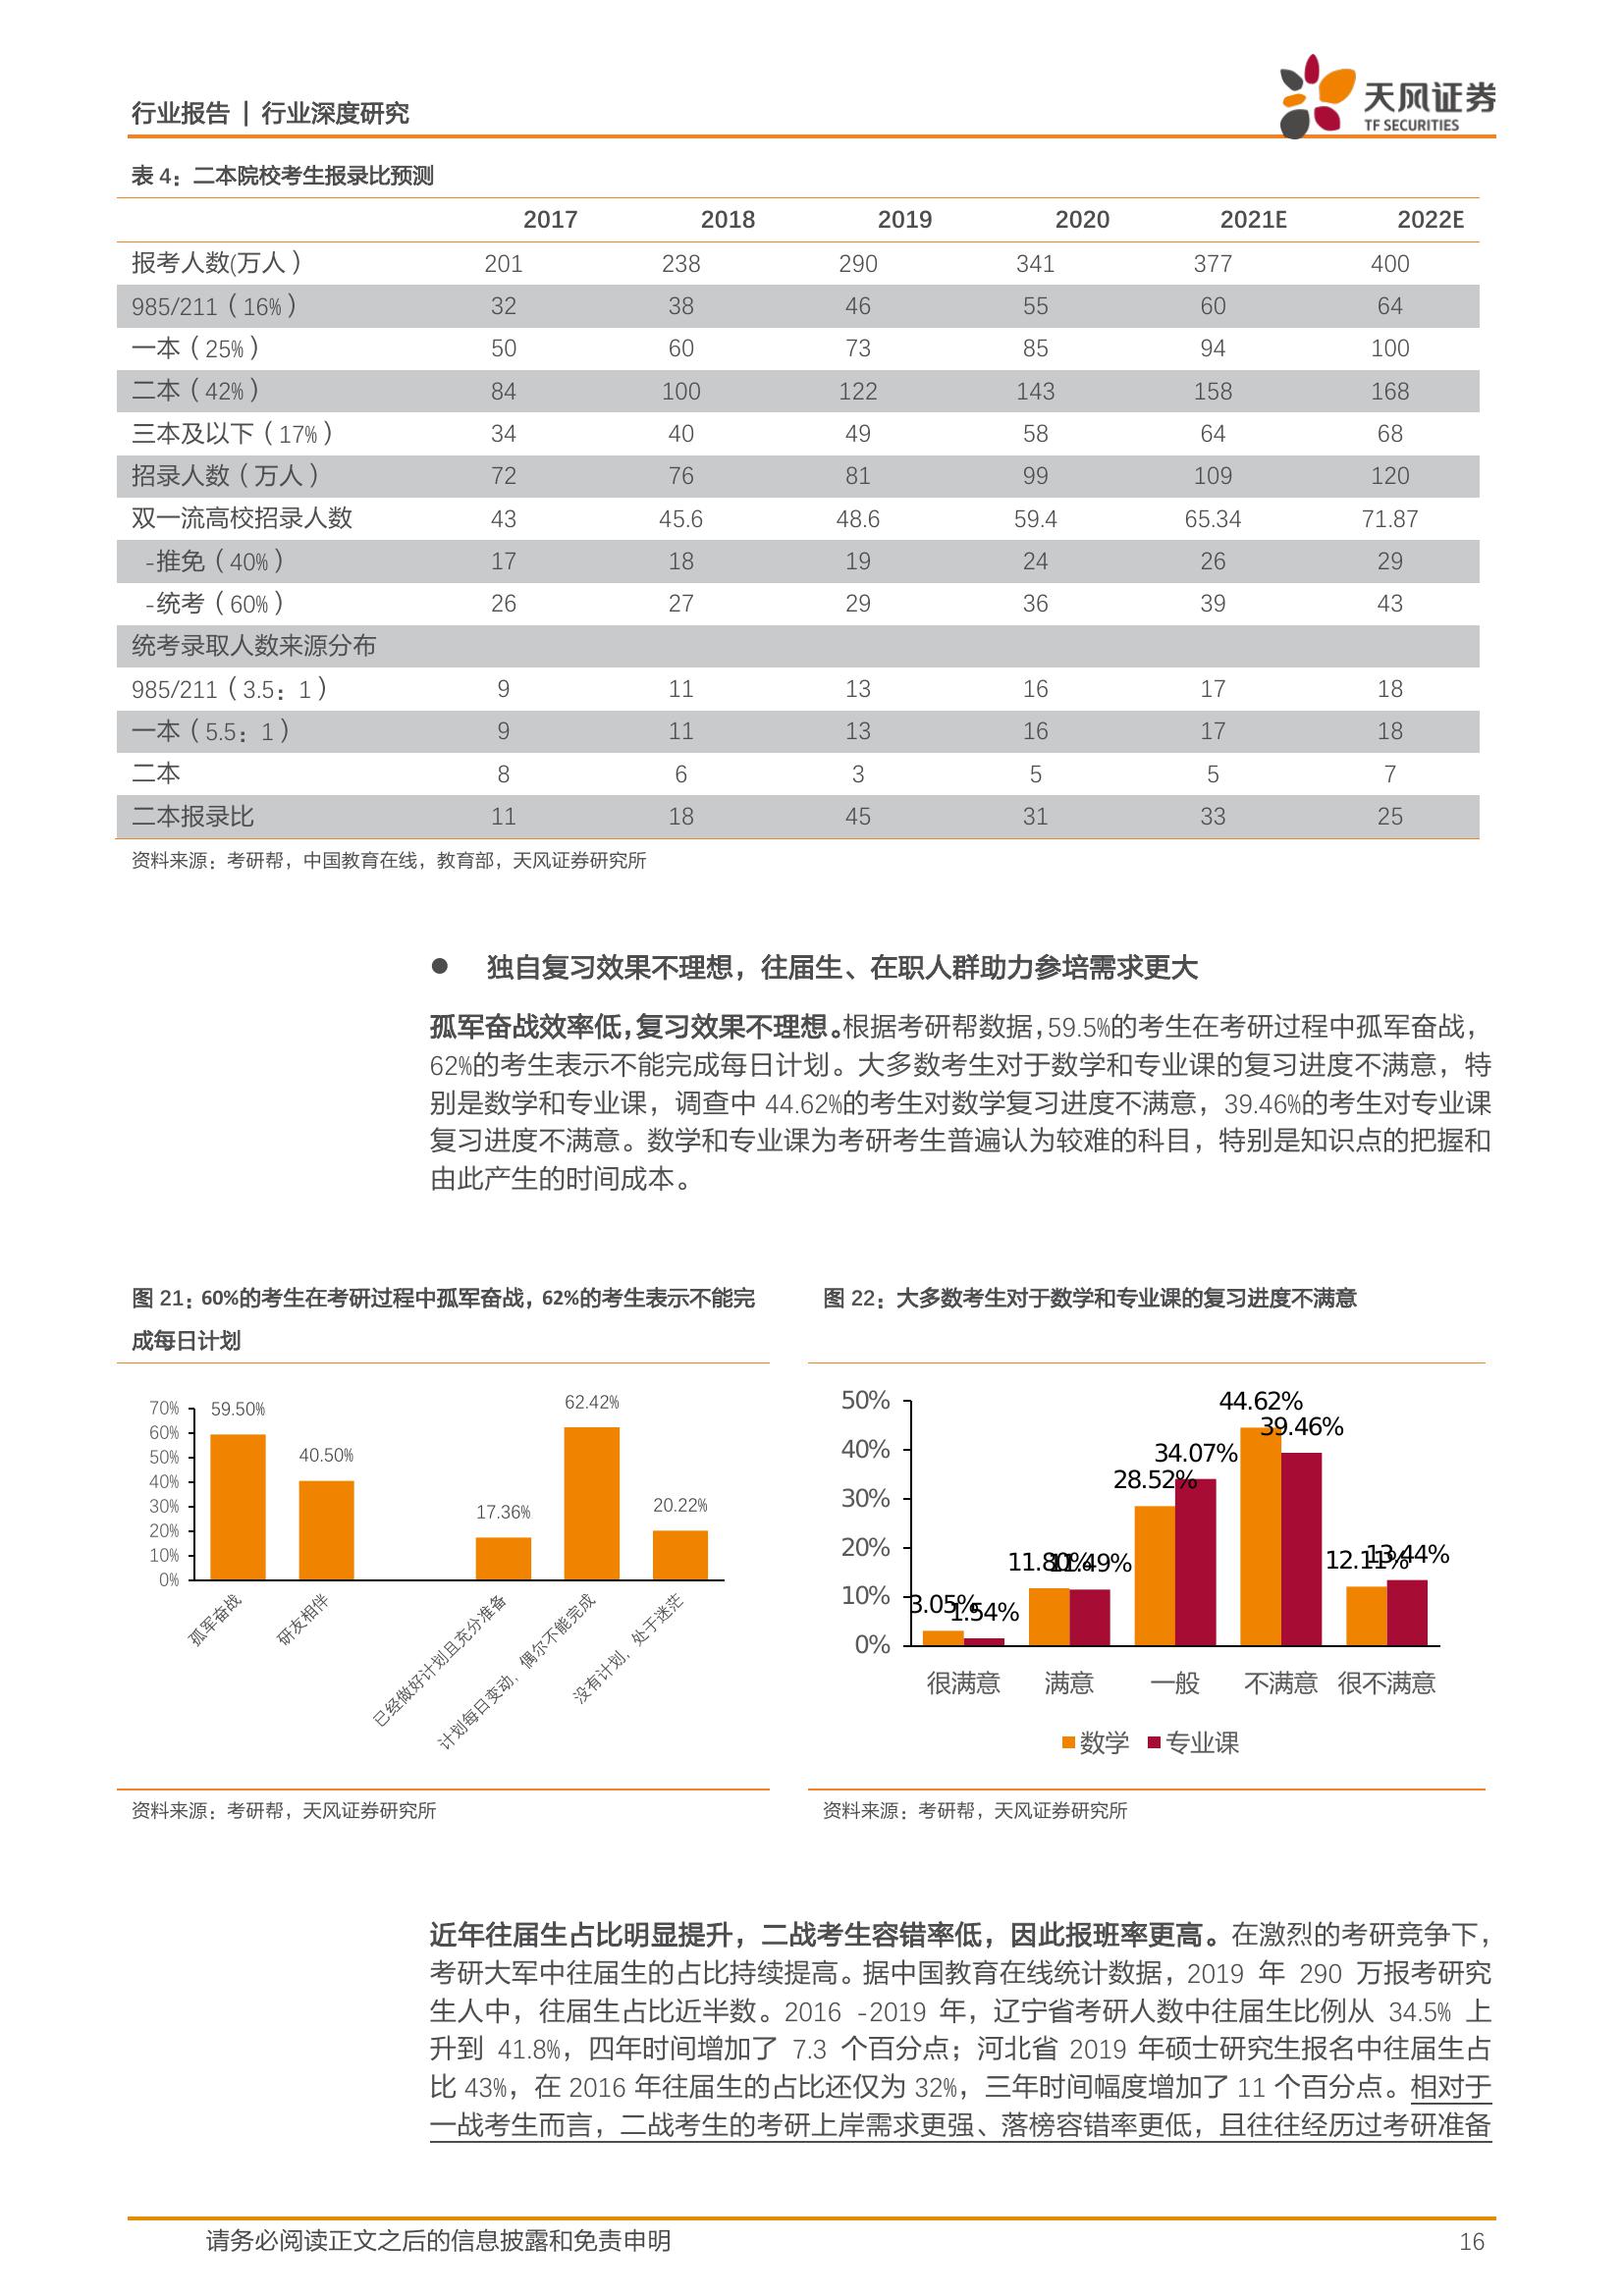 行业报告 | 行业深度研究
天风证券
TF SECURITIES
表 4：二本院校考生报录比预测
2017 2018 2019 2020 2021E 2022E
报考人数(万人） 201 238 290 341 377 400
985/211（16%） 32 38 46 55 60 64
一本（25%） 50 60 73 85 94 100
二本（42%） 84 100 122 143 158 168
三本及以下（17%） 34 40 49 58 64 68
招录人数（万人） 72 76 81 99 109 120
双一流高校招录人数 43 45.6 48.6 59.4 65.34 71.87
-推免（40%） 17 18 19 24 26 29
-统考（60%） 26 27 29 36 39 43
统考录取人数来源分布
985/211（3.5：1） 9 11 13 16 17 18
一本（5.5：1） 9 11 13 16 17 18
二本 8 6 3 5 5 7
二本报录比 11 18 45 31 33 25
资料来源：考研帮，中国教育在线，教育部，天风证券研究所
● 独自复习效果不理想，往届生、在职人群助力参培需求更大
孤军奋战效率低，复习效果不理想。根据考研帮数据，59.5%的考生在考研过程中孤军奋战，
62%的考生表示不能完成每日计划。大多数考生对于数学和专业课的复习进度不满意，特
别是数学和专业课，调查中 44.62%的考生对数学复习进度不满意，39.46%的考生对专业课
复习进度不满意。数学和专业课为考研考生普遍认为较难的科目，特别是知识点的把握和
由此产生的时间成本。
图 21：60%的考生在考研过程中孤军奋战，62%的考生表示不能完
成每日计划
70%
60%
50%
40%
30%
20%
10%
0%
59.50%
40.50%
17.36%
62.42%
20.22%
孤军奋战
研友相伴
已经做好计划且充分准备
计划每日变动，偶尔不能完成
没有计划，处于迷茫
资料来源：考研帮，天风证券研究所
图 22：大多数考生对于数学和专业课的复习进度不满意
50%
40%
30%
20%
10%
0%
3.05%
1.54%
11.80%
11.49%
28.52%
34.07%
44.62%
39.46%
12.11%
13.44%
很满意 满意 一般 不满意 很不满意
数学 专业课
资料来源：考研帮，天风证券研究所
近年往届生占比明显提升，二战考生容错率低，因此报班率更高。在激烈的考研竞争下，
考研大军中往届生的占比持续提高。据中国教育在线统计数据，2019 年 290 万报考研究
生人中，往届生占比近半数。2016 -2019 年，辽宁省考研人数中往届生比例从 34.5% 上
升到 41.8%，四年时间增加了 7.3 个百分点；河北省 2019 年硕士研究生报名中往届生占
比 43%，在 2016 年往届生的占比还仅为 32%，三年时间幅度增加了 11 个百分点。相对于
一战考生而言，二战考生的考研上岸需求更强、落榜容错率更低，且往往经历过考研准备
请务必阅读正文之后的信息披露和免责申明 16